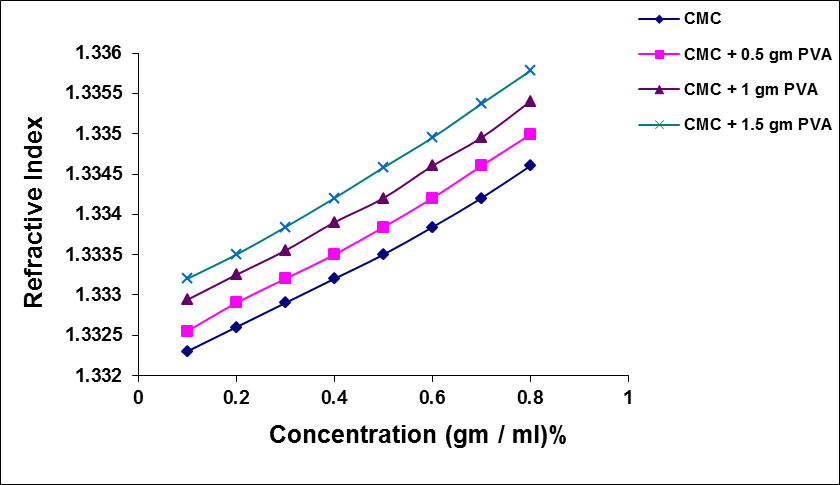 CMC
CMC + 0.5 gm PVA
CMC + 1 gm PVA
CMC + 1.5 gm PVA
1.336
1.3355
1.335
1.3345
1.334
1.3335
1.333
1.3325
1.332
Refractive Index
0 0.2 0.4 0.6 0.8 1
Concentration (gm / ml)%